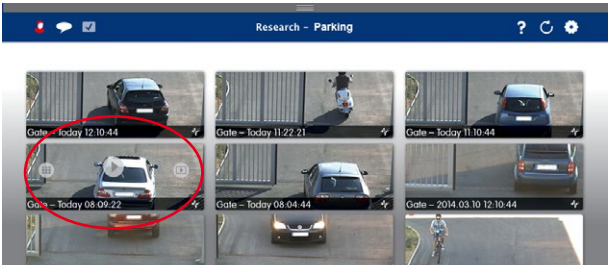 Research - Parking
?
Gate – Today 12:10:44
Gate – Today 11:22:21
Gate – Today 11:10:44
Gate – Today 08:09:22
Gate – Today 08:04:44
Gate – 2014.03.10 12:10:44